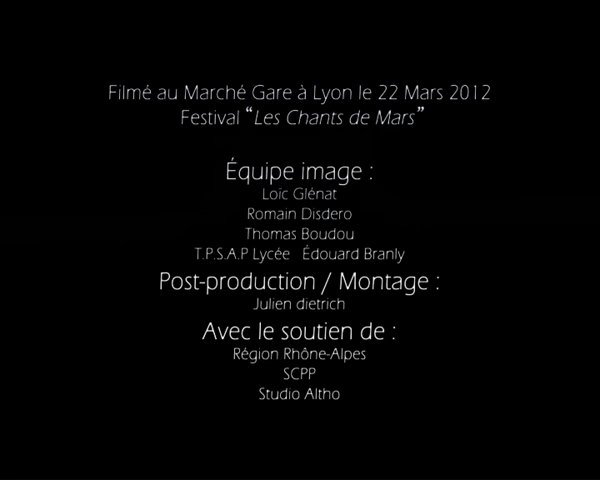 Filmé au Marché Gare à Lyon le 22 Mars 2012
Festival “Les Chants de Mars”
Équipe image :
Loïc Glénat
Romain Disdero
Thomas Boudou
T.P.S.A.P Lycée Édouard Branly
Post-production / Montage :
Julien dietrich
Avec le soutien de :
Région Rhône-Alpes
SCPP
Studio Altho